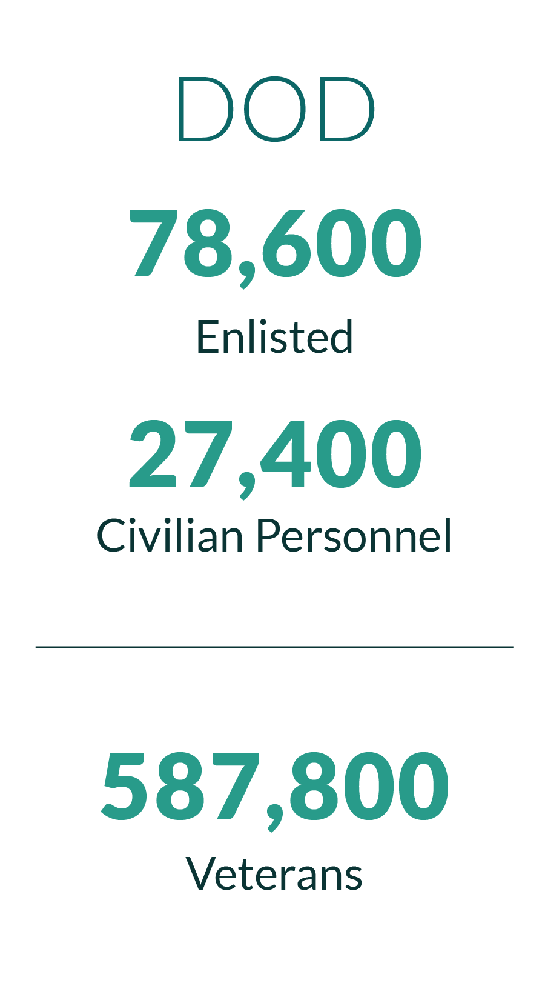 DOD
78,600
Enlisted
27,400
Civilian Personnel
587,800
Veterans